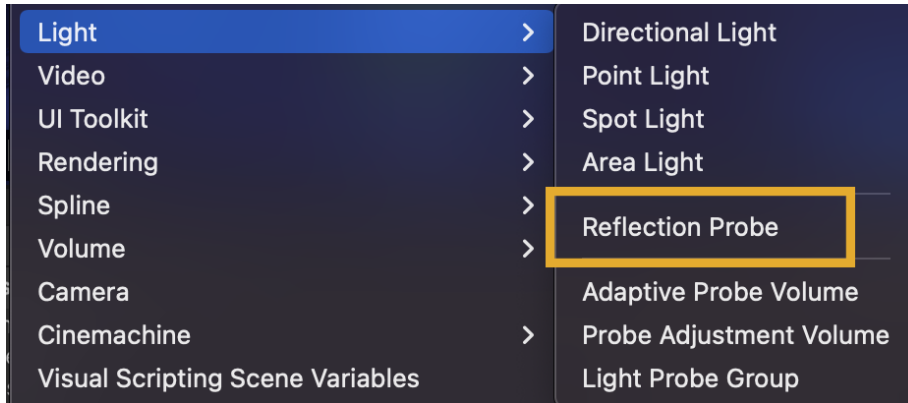 Light
Video
UI Toolkit
Rendering
Spline
Volume
Camera
Cinemachine
Visual Scripting Scene Variables
Directional Light
Point Light
Spot Light
Area Light
Reflection Probe
Adaptive Probe Volume
Probe Adjustment Volume
Light Probe Group